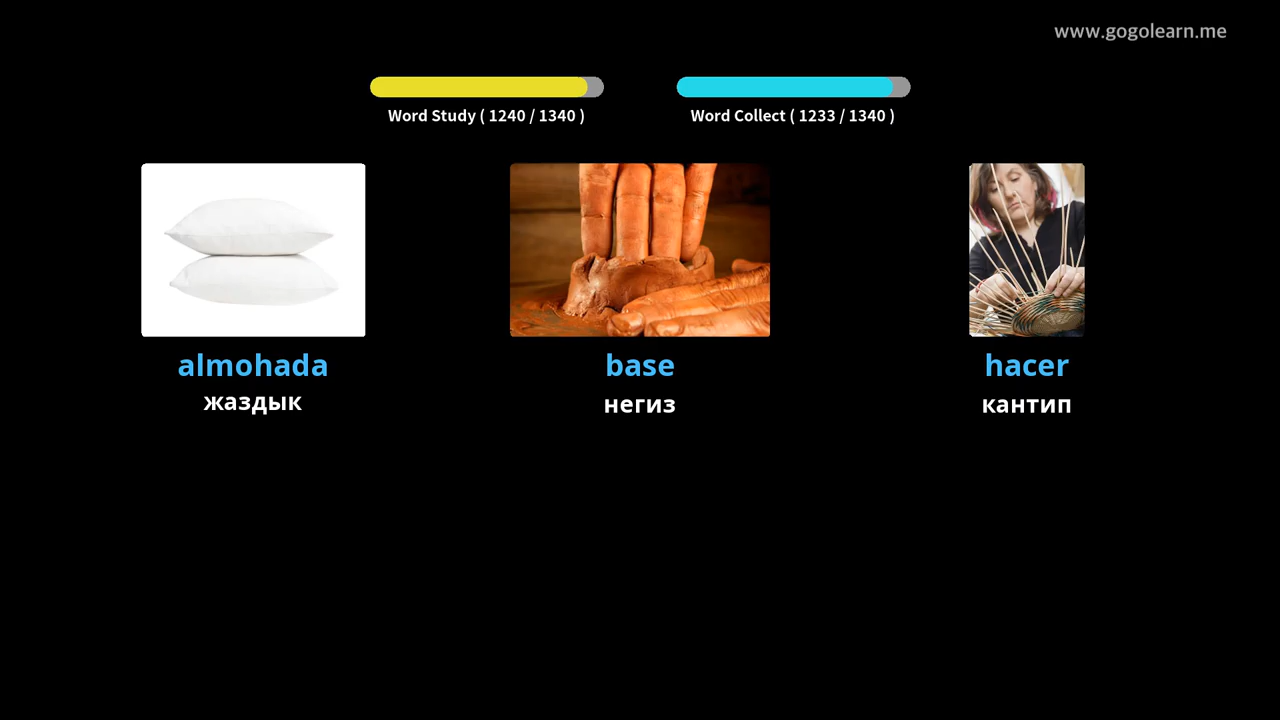 www.gogolearn.me
Word Study ( 1240 / 1340 )
Word Collect ( 1233 / 1340 )
almohada
base
hacer
жаздык
негиз
кантип